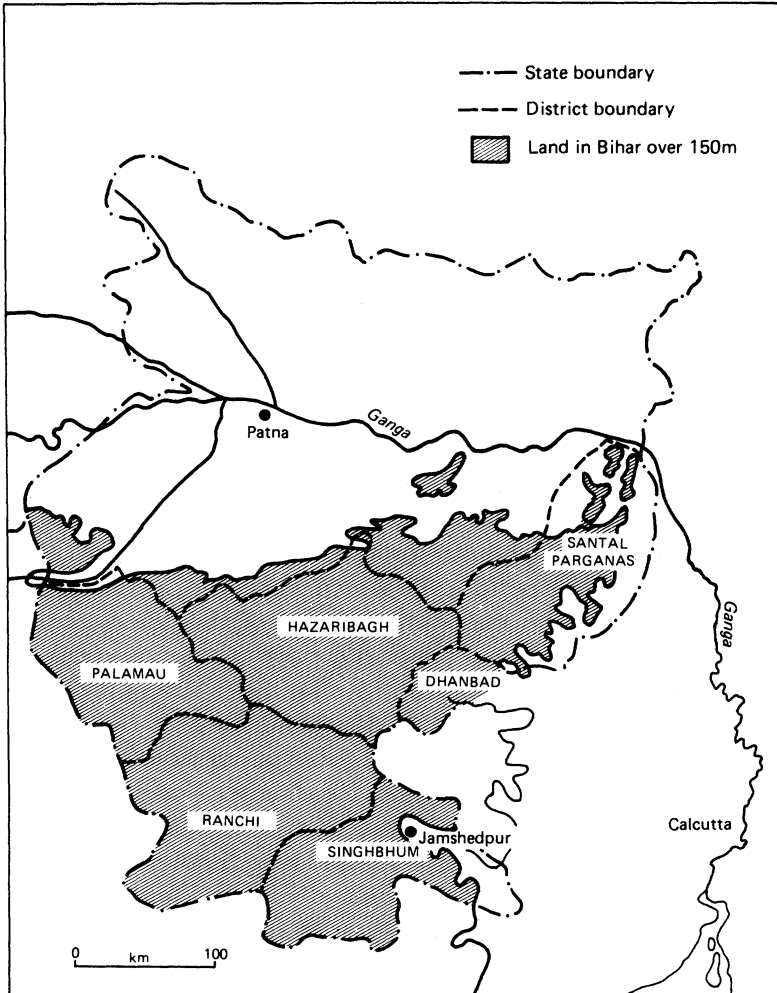 State boundary
District boundary
Land in Bihar over 150m
Patna
Ganga
SANTAL
PARGANAS
HAZARIBAGH
Ganga
PALAMAU
DHANBAD
RANCHI
Jamshedpur
SINGHBHUM
Calcutta
0 km 100